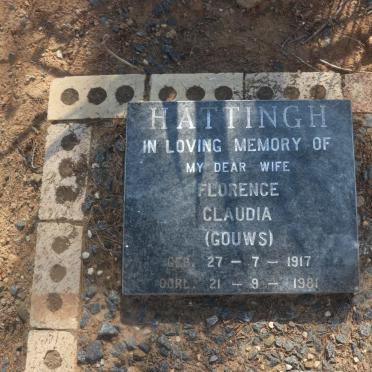 HATTINGH
IN LOVING MEMORY OF
MY DEAR WIFE
FLORENCE
CLAUDIA
(GOUWS)
GEB. 27 - 7 - 1917
OORL. 21 - 9 - 1981